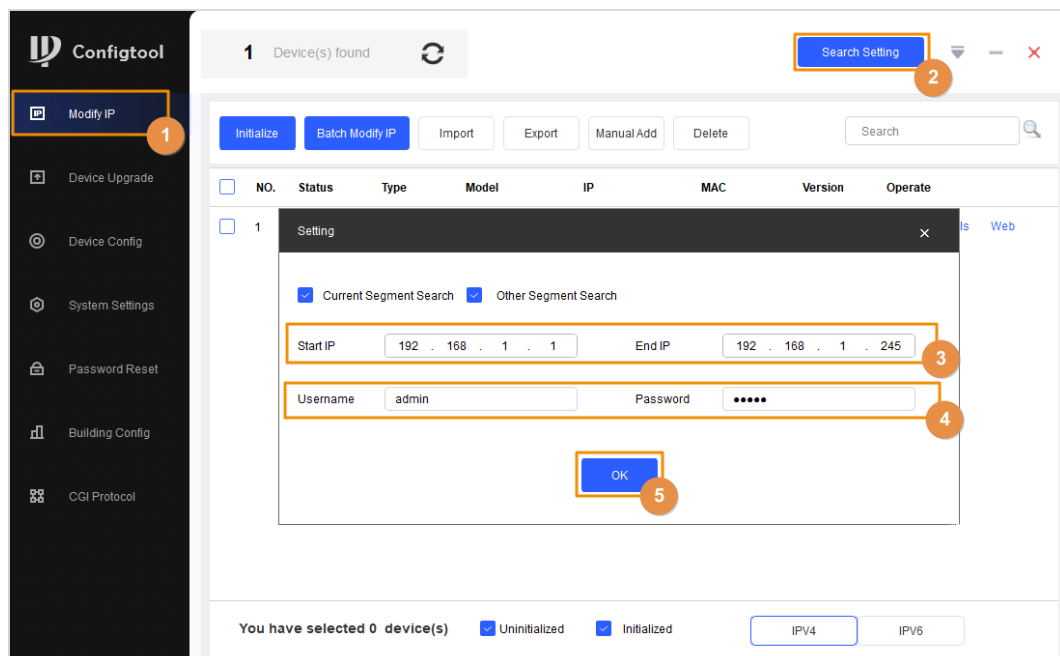 Configtool
1 Device(s) found
Search Setting
2
Modify IP
1
Device Upgrade
Device Config
System Settings
Password Reset
Building Config
CGI Protocol
Initialize Batch Modify IP Import Export Manual Add Delete Search
NO. Status Type Model IP MAC Version Operate
1 ls Web
Setting
Current Segment Search Other Segment Search
Start IP 192 . 168 . 1 . 1 End IP 192 . 168 . 1 . 245
3
Username admin Password •••••
4
OK
5
You have selected 0 device(s) Uninitialized Initialized IPV4 IPV6